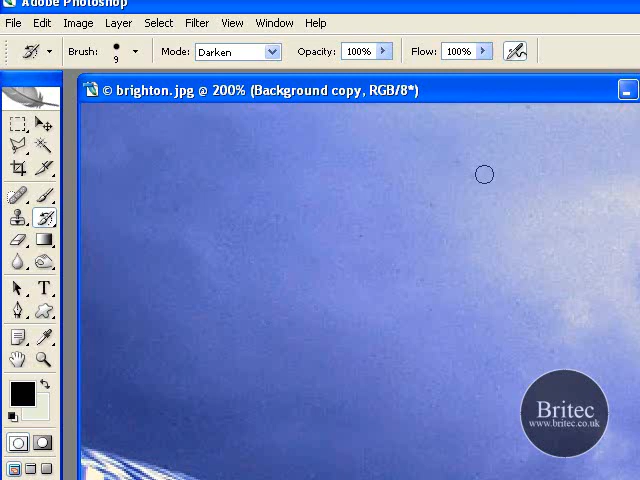 Adobe Photoshop
File Edit Image Layer Select Filter View Window Help
Brush: 9 Mode: Darken Opacity: 100% Flow: 100%
© brighton.jpg @ 200% (Background copy, RGB/8*)
T
Britec
www.britec.co.uk